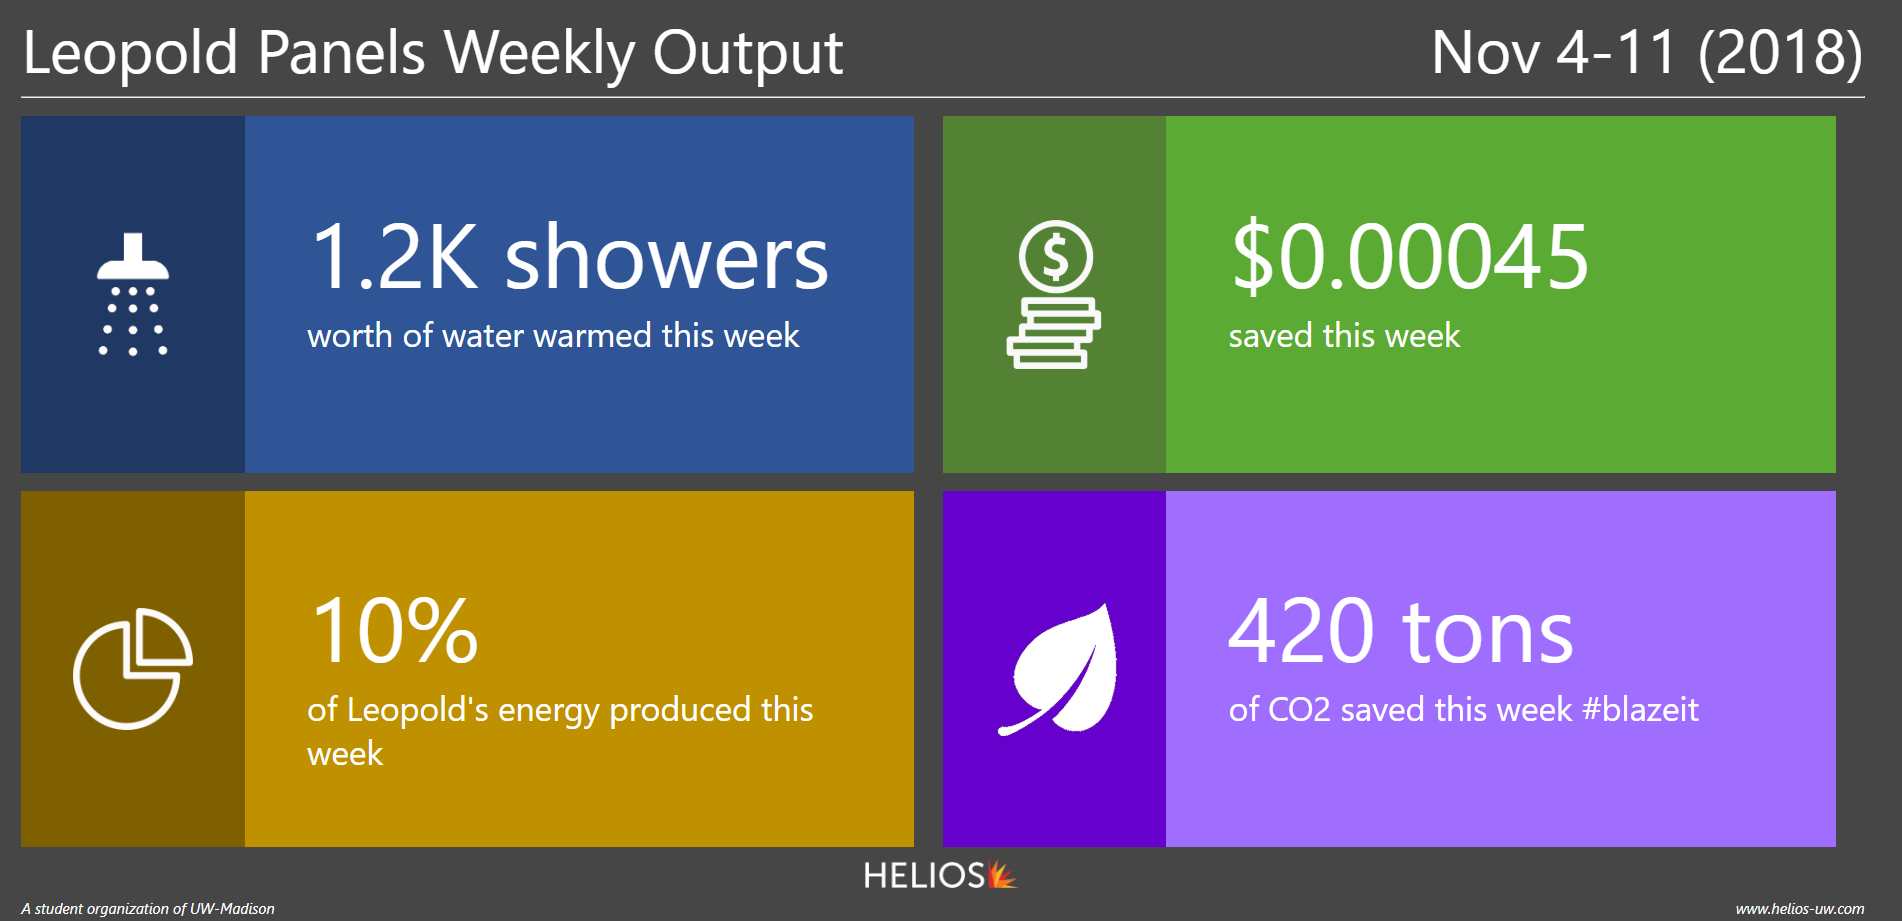 Leopold Panels Weekly Output
Nov 4-11 (2018)
1.2K showers
worth of water warmed this week
$0.00045
saved this week
10%
of Leopold's energy produced this
week
420 tons
of CO2 saved this week #blazeit
HELIOS
A student organization of UW-Madison
www.helios-uw.com